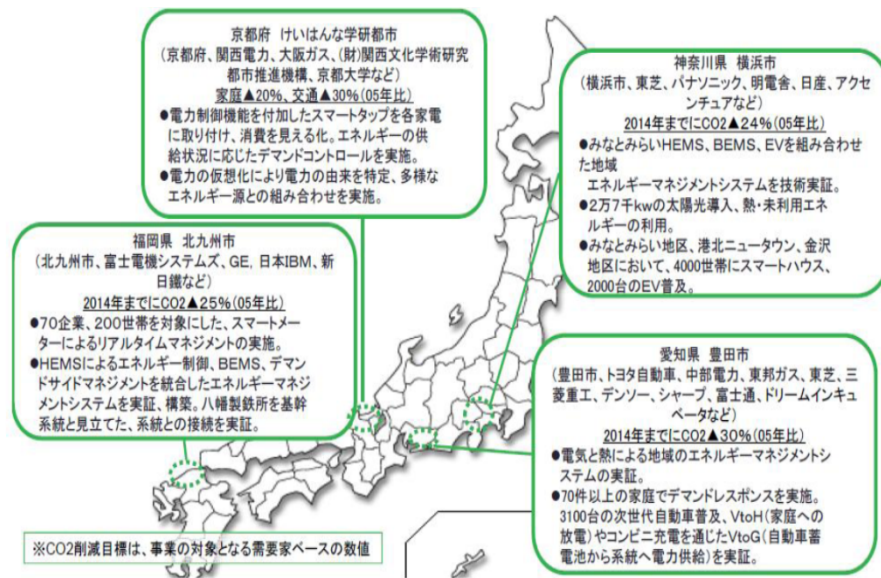 京都府 けいはんな学研都市
(京都府、関西電力、大阪ガス、(財)関西文化学術研究
都市推進機構、京都大学など)
家庭▲20%、交通▲30%(05年比)
●電力制御機能を付加したスマートタップを各家電
に取り付け、消費を見える化。エネルギーの供
給状況に応じたデマンドコントロールを実施。
●電力の仮想化により電力の由来を特定、多様な
エネルギー源との組み合わせを実施。
神奈川県 横浜市
(横浜市、東芝、パナソニック、明電舎、日産、アクセ
ンチュアなど)
2014年までにCO2▲24%(05年比)
●みなとみらいHEMS、BEMS、EVを組み合わせ
た地域
エネルギーマネジメントシステムを技術実証。
●2万7千kwの太陽光導入、熱・未利用エネ
ルギーの利用。
●みなとみらい地区、港北ニュータウン、金沢
地区において、4000世帯にスマートハウス、
2000台のEV普及。
福岡県 北九州市
(北九州市、富士電機システムズ、GE, 日本IBM、新
日鐵など)
2014年までにCO2▲25%(05年比)
●70企業、200世帯を対象にした、スマートメー
ターによるリアルタイムマネジメントの実施。
●HEMSによるエネルギー制御、BEMS、デマン
ドサイドマネジメントを統合したエネルギーマネジ
メントシステムを実証、構築。八幡製鉄所を基幹
系統と見立てた、系統との接続を実証。
愛知県 豊田市
(豊田市、トヨタ自動車、中部電力、東邦ガス、東芝、三
菱重工、デンソー、シャープ、富士通、ドリームインキュ
ベータなど)
2014年までにCO2▲30%(05年比)
●電気と熱による地域のエネルギーマネジメントシ
ステムの実証。
●70件以上の家庭でデマンドレスポンスを実施。
3100台の次世代自動車普及、VtoH(家庭への
放電)やコンビニ充電を通じたVtoG(自動車蓄
電池から系統へ電力供給)を実証。
※CO2削減目標は、事業の対象となる需要家ベースの数値